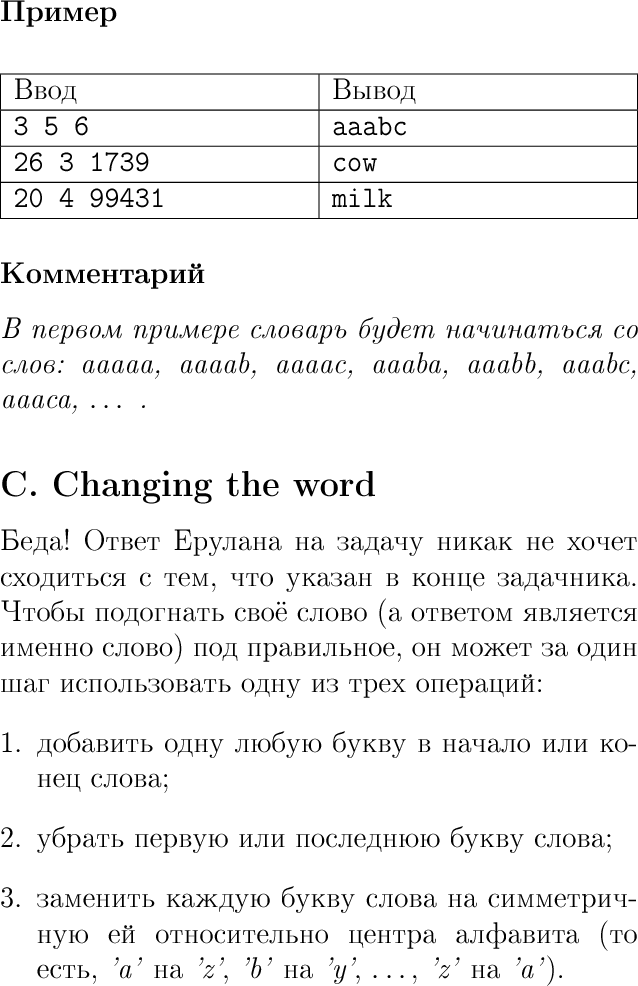 Пример
Ввод Вывод
3 5 6 aaabc
26 3 1739 cow
20 4 99431 milk
Комментарий
В первом примере словарь будет начинаться со
слов: aaaaa, aaaab, aaaac, aaaba, aaabb, aaabc,
aaaca, ... .
C. Changing the word
Беда! Ответ Ерулана на задачу никак не хочет
сходиться с тем, что указан в конце задачника.
Чтобы подогнать своё слово (а ответом является
именно слово) под правильное, он может за один
шаг использовать одну из трех операций:
1. добавить одну любую букву в начало или ко-
нец слова;
2. убрать первую или последнюю букву слова;
3. заменить каждую букву слова на симметрич-
ную ей относительно центра алфавита (то
есть, 'a' на 'z', 'b' на 'y', ..., 'z' на 'a').